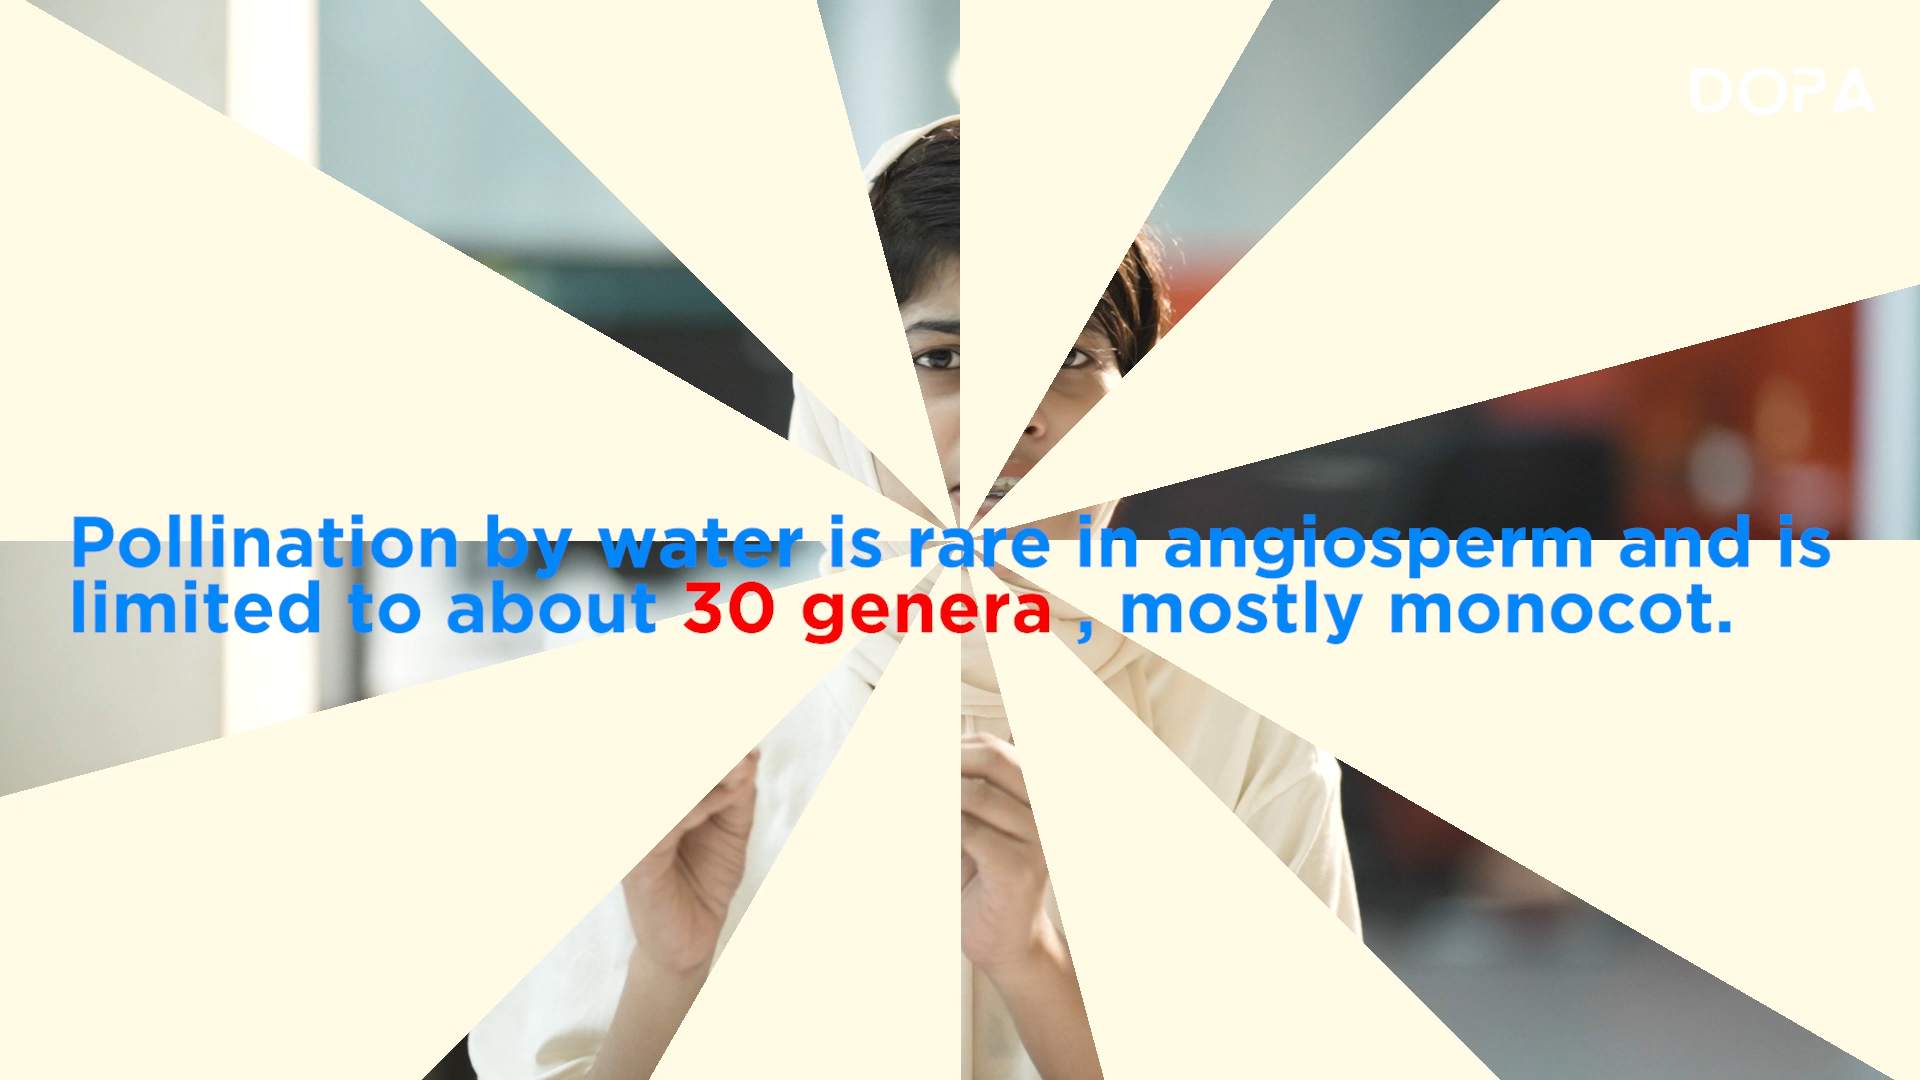 DOPA
Pollination by water is rare in angiosperm and is
limited to about 30 genera , mostly monocot.